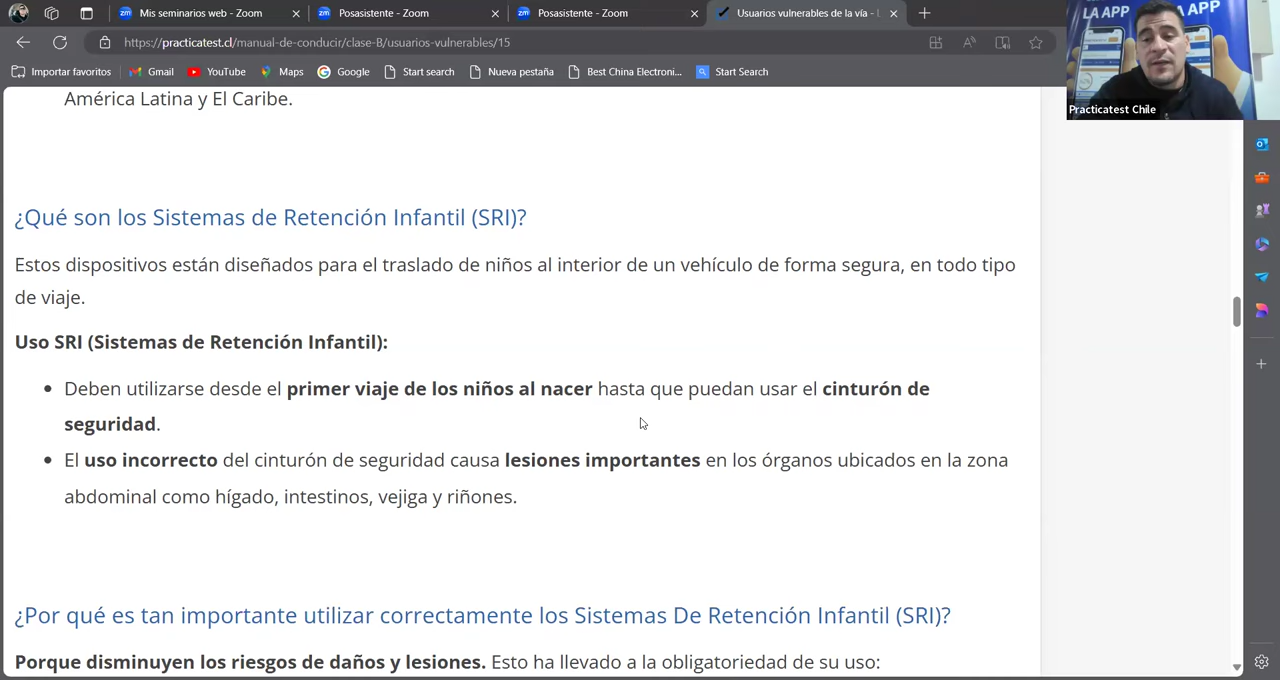 Mis seminarios web - Zoom
Posasistente - Zoom
Posasistente - Zoom
Usuarios vulnerables de la vía - L
https://practicatest.cl/manual-de-conducir/clase-B/usuarios-vulnerables/15
Importar favoritos
Gmail
YouTube
Maps
Google
Start search
Nueva pestaña
Best China Electroni...
Start Search
LA APP
LA APP
Practicatest Chile
América Latina y El Caribe.
¿Qué son los Sistemas de Retención Infantil (SRI)?
Estos dispositivos están diseñados para el traslado de niños al interior de un vehículo de forma segura, en todo tipo
de viaje.
Uso SRI (Sistemas de Retención Infantil):
Deben utilizarse desde el primer viaje de los niños al nacer hasta que puedan usar el cinturón de
seguridad.
El uso incorrecto del cinturón de seguridad causa lesiones importantes en los órganos ubicados en la zona
abdominal como hígado, intestinos, vejiga y riñones.
¿Por qué es tan importante utilizar correctamente los Sistemas De Retención Infantil (SRI)?
Porque disminuyen los riesgos de daños y lesiones. Esto ha llevado a la obligatoriedad de su uso: